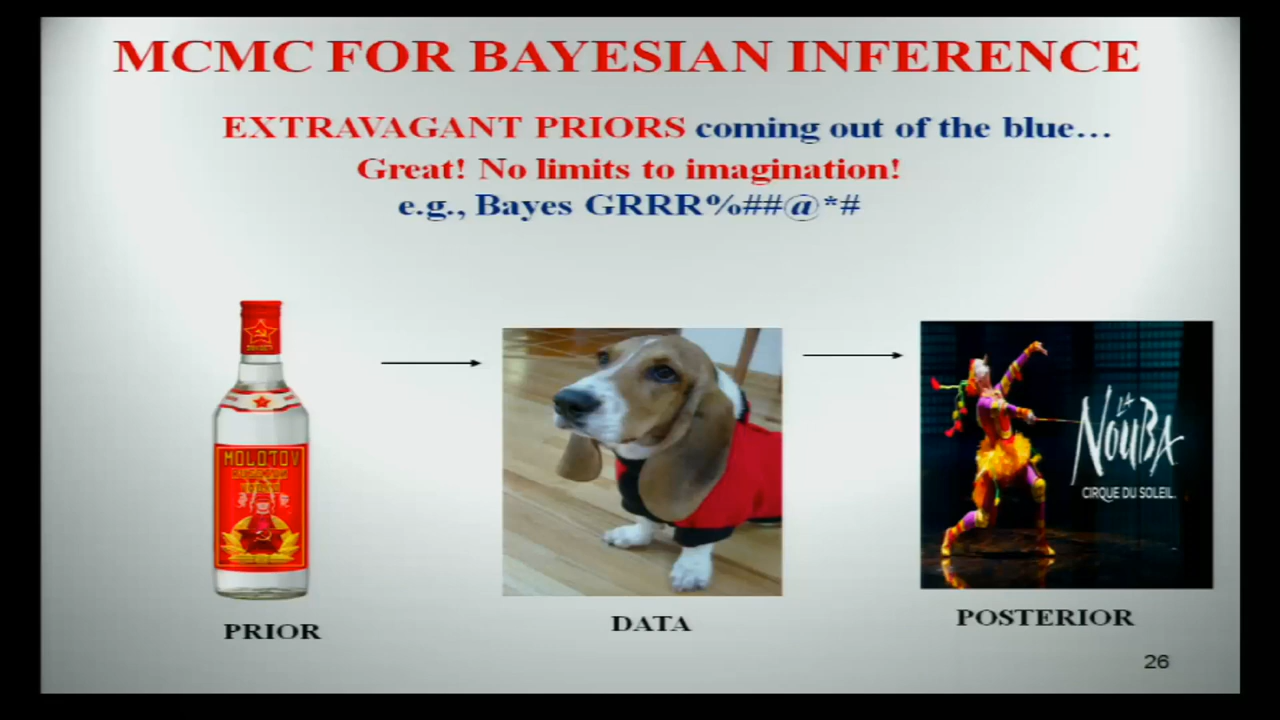 MCMC FOR BAYESIAN INFERENCE
EXTRAVAGANT PRIORS coming out of the blue...
Great! No limits to imagination!
e.g., Bayes GRRR%##@*#
MOLOTOV
LA
NOUBA
CIRQUE DU SOLEIL.
PRIOR
DATA
POSTERIOR
26